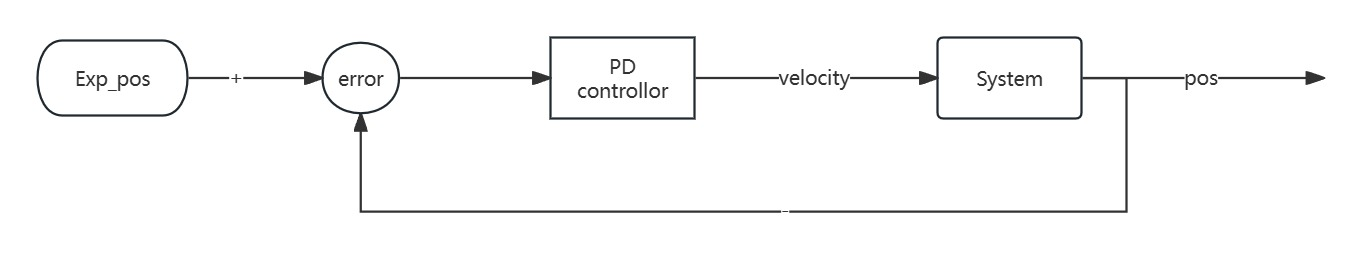 Exp_pos
+
error
PD
controllor
velocity
System
pos
-